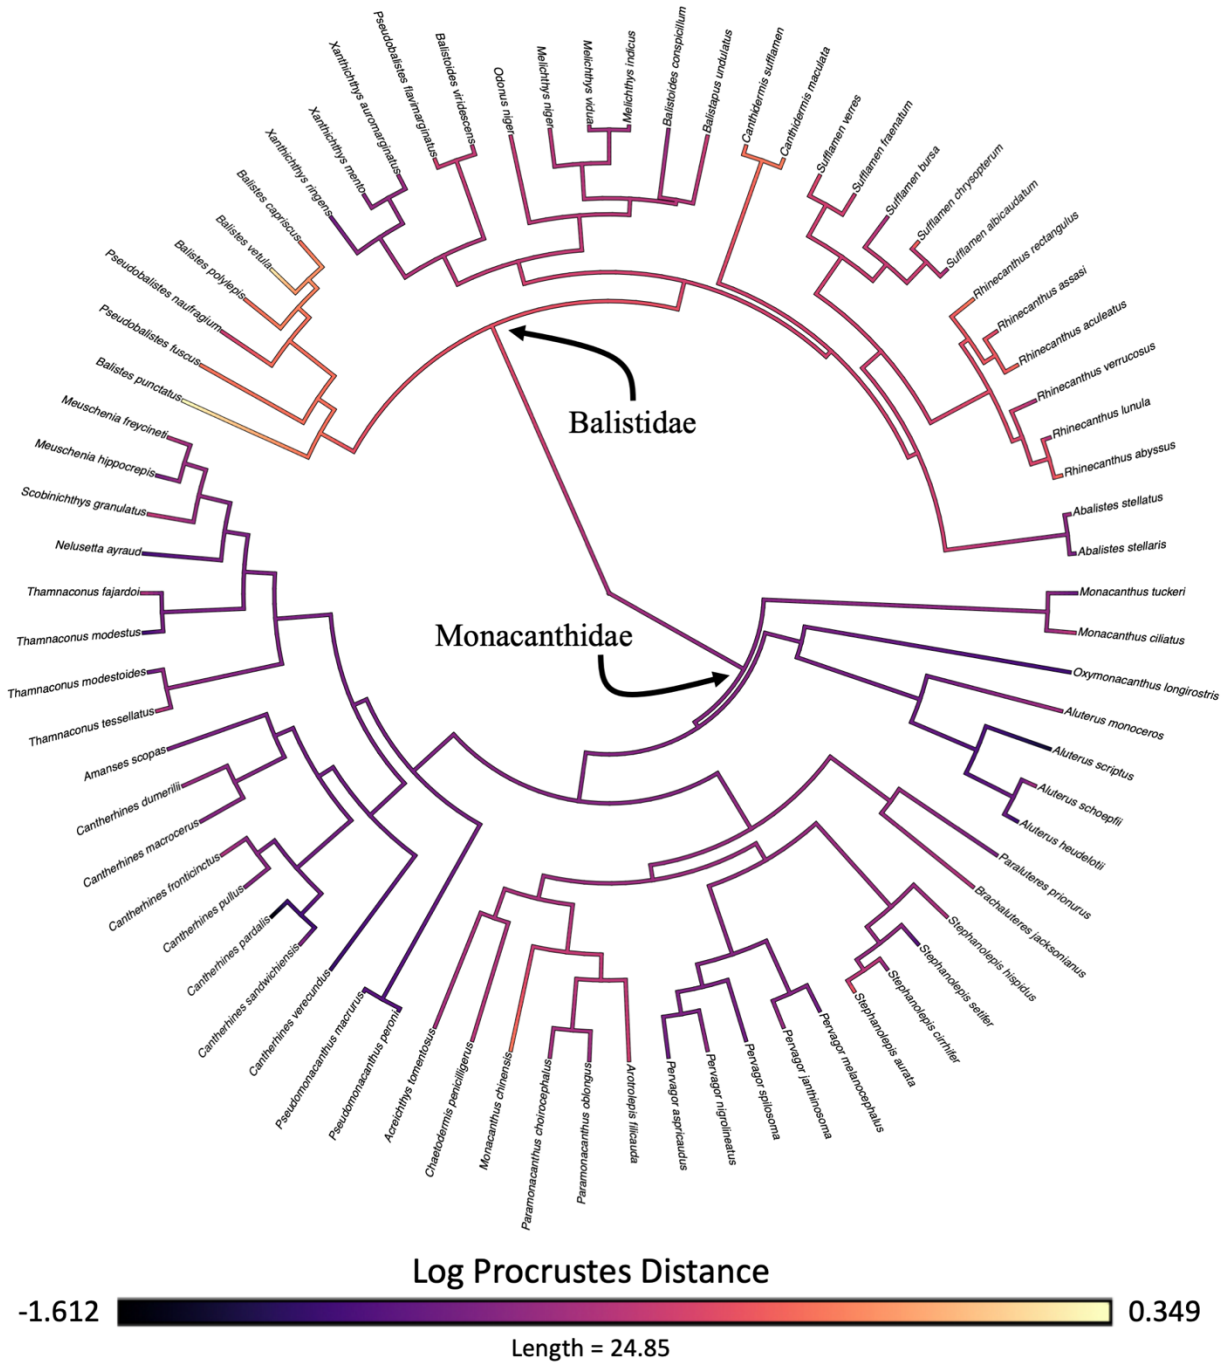 Balistes punctatus
Pseudobalistes fuscus
Pseudobalistes naufragium
Balistes polylepis
Balistes vetula
Balistes capriscus
Xanthichthys ringens
Xanthichthys mento
Xanthichthys auromarginatus
Pseudobalistes flavimarginatus
Balistoides viridescens
Odonus niger
Melichthys niger
Melichthys vidua
Melichthys indicus
Balistoides conspicillum
Balistapus undulatus
Canthidermis sufflamen
Canthidermis maculata
Sufflamen verres
Sufflamen fraenatum
Sufflamen bursa
Sufflamen chrysopterum
Sufflamen albicaudatum
Rhinecanthus rectangulus
Rhinecanthus assasi
Rhinecanthus aculeatus
Rhinecanthus verrucosus
Rhinecanthus lunula
Rhinecanthus abyssus
Abalistes stellatus
Abalistes stellaris
Monacanthus tuckeri
Monacanthus ciliatus
Oxymonacanthus longirostris
Aluterus monoceros
Aluterus scriptus
Aluterus schoepfii
Aluterus heudelotii
Paraluteres prionurus
Brachaluteres jacksonianus
Stephanolepis hispidus
Stephanolepis setifer
Stephanolepis cirrhifer
Stephanolepis aurata
Pervagor melanocephalus
Pervagor janthinosoma
Pervagor spilosoma
Pervagor nigrolineatus
Pervagor aspricaudus
Arotrolepis filicauda
Paramonacanthus oblongus
Paramonacanthus choirocephalus
Monacanthus chinensis
Chaetodermis penicilligerus
Acreichthys tomentosus
Pseudomonacanthus peroni
Pseudomonacanthus macrurus
Cantherhines verecundus
Cantherhines sandwichiensis
Cantherhines pardalis
Cantherhines pullus
Cantherhines fronticinctus
Cantherhines macrocerus
Cantherhines dumerilii
Amanses scopas
Thamnaconus tessellatus
Thamnaconus modestoides
Thamnaconus modestus
Thamnaconus fajardoi
Nelusetta ayraud
Scobinichthys granulatus
Meuschenia hippocrepis
Meuschenia freycineti
Balistidae
Monacanthidae
Log Procrustes Distance
-1.612
0.349
Length = 24.85